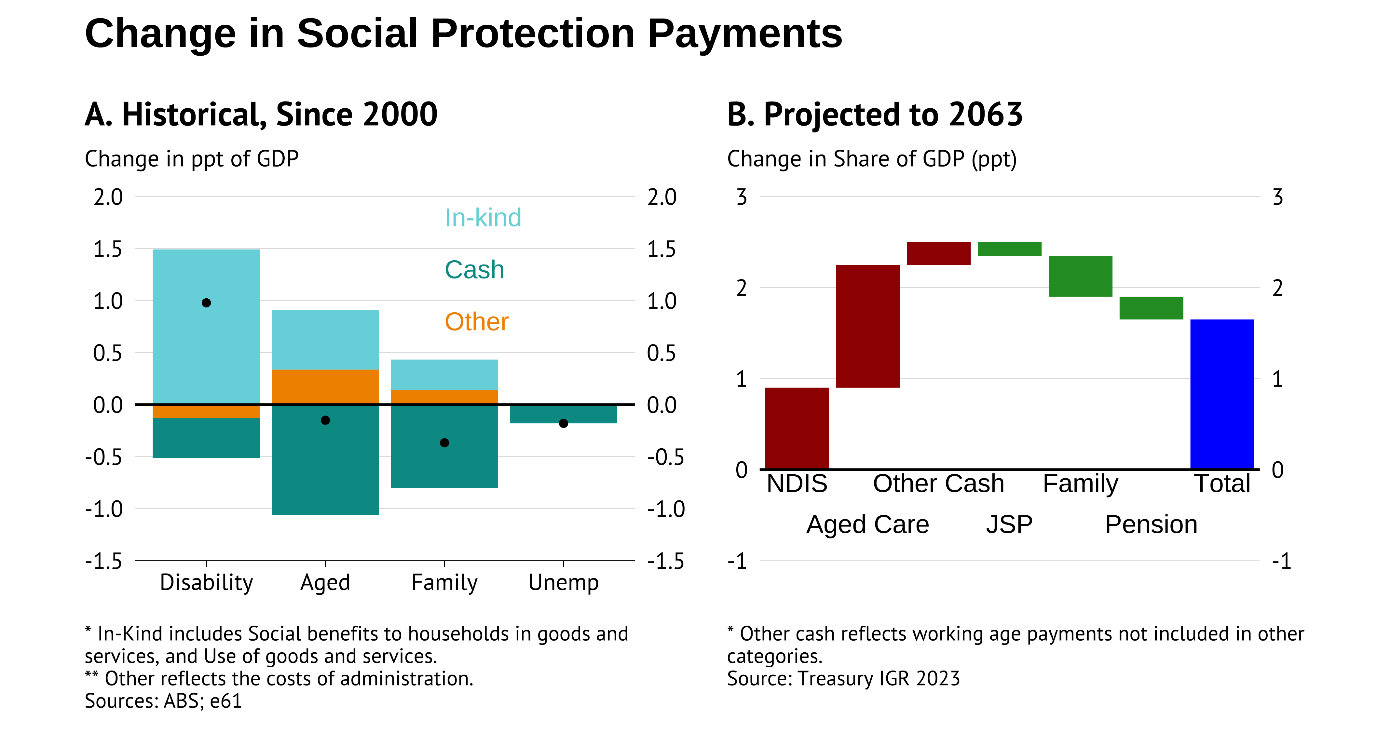 Change in Social Protection Payments
A. Historical, Since 2000
Change in ppt of GDP
2.0 2.0
In-kind
1.5 1.5
Cash
1.0 1.0
Other
0.5 0.5
0.0 0.0
-0.5 -0.5
-1.0 -1.0
-1.5 -1.5
Disability Aged Family Unemp
* In-Kind includes Social benefits to households in goods and
services, and Use of goods and services.
** Other reflects the costs of administration.
Sources: ABS; e61
B. Projected to 2063
Change in Share of GDP (ppt)
3 3
2 2
1 1
0 0
NDIS Other Cash Family Total
Aged Care JSP Pension
-1 -1
* Other cash reflects working age payments not included in other
categories.
Source: Treasury IGR 2023